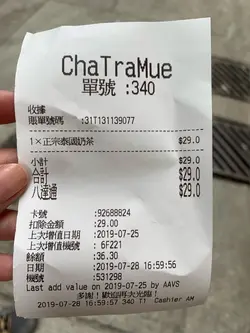 ChaTraMue
單號 :340
收據
賬單號碼 :31T131139077
1×正宗泰國奶茶 $29.0
小計 $29.0
合計 $29.0
八達通 $29.0
卡號 :92688824
扣除金額 :29.00
上次增值日期 :2019-07-25
上次增值機號 : 6F221
餘額 :36.30
日期 :2019-07-28 16:59:56
機號 :531298
Last add value on 2019-07-25 by AAVS
多謝！歡迎再次光臨！
2019-07-28 16:59:57 340 T1 Cashier AM